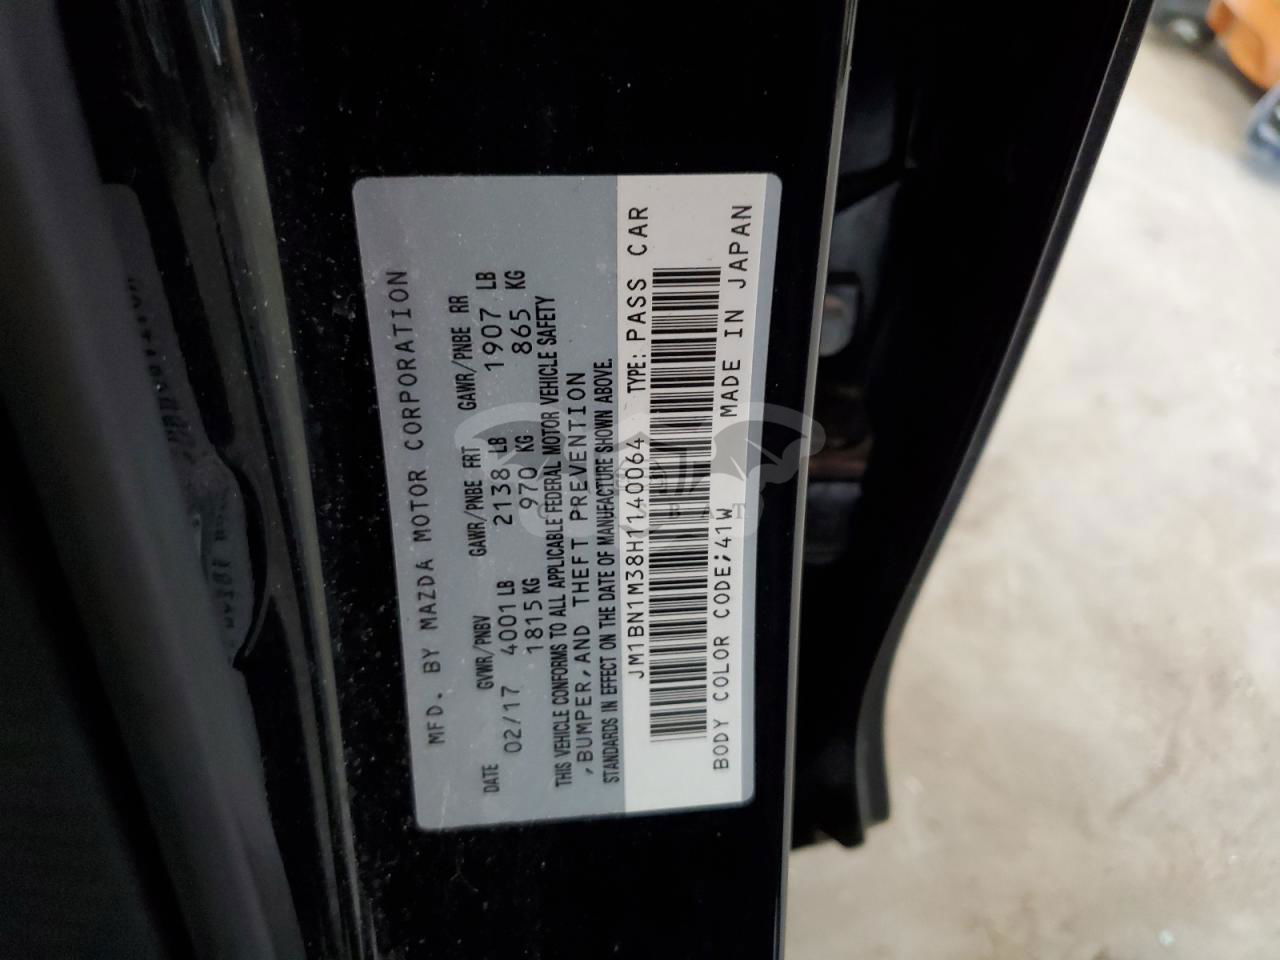 MFD. BY MAZDA MOTOR CORPORATION
DATE GVWR/PNBV GAWR/PNBE FRT GAWR/PNBE RR
02/17 4001 LB 2138 LB 1907 LB
1815 KG 970 KG 865 KG
THIS VEHICLE CONFORMS TO ALL APPLICABLE FEDERAL MOTOR VEHICLE SAFETY
,BUMPER,AND THEFT PREVENTION
STANDARDS IN EFFECT ON THE DATE OF MANUFACTURE SHOWN ABOVE.
JM1BN1M38H1140064 TYPE: PASS CAR
BODY COLOR CODE;41W MADE IN JAPAN